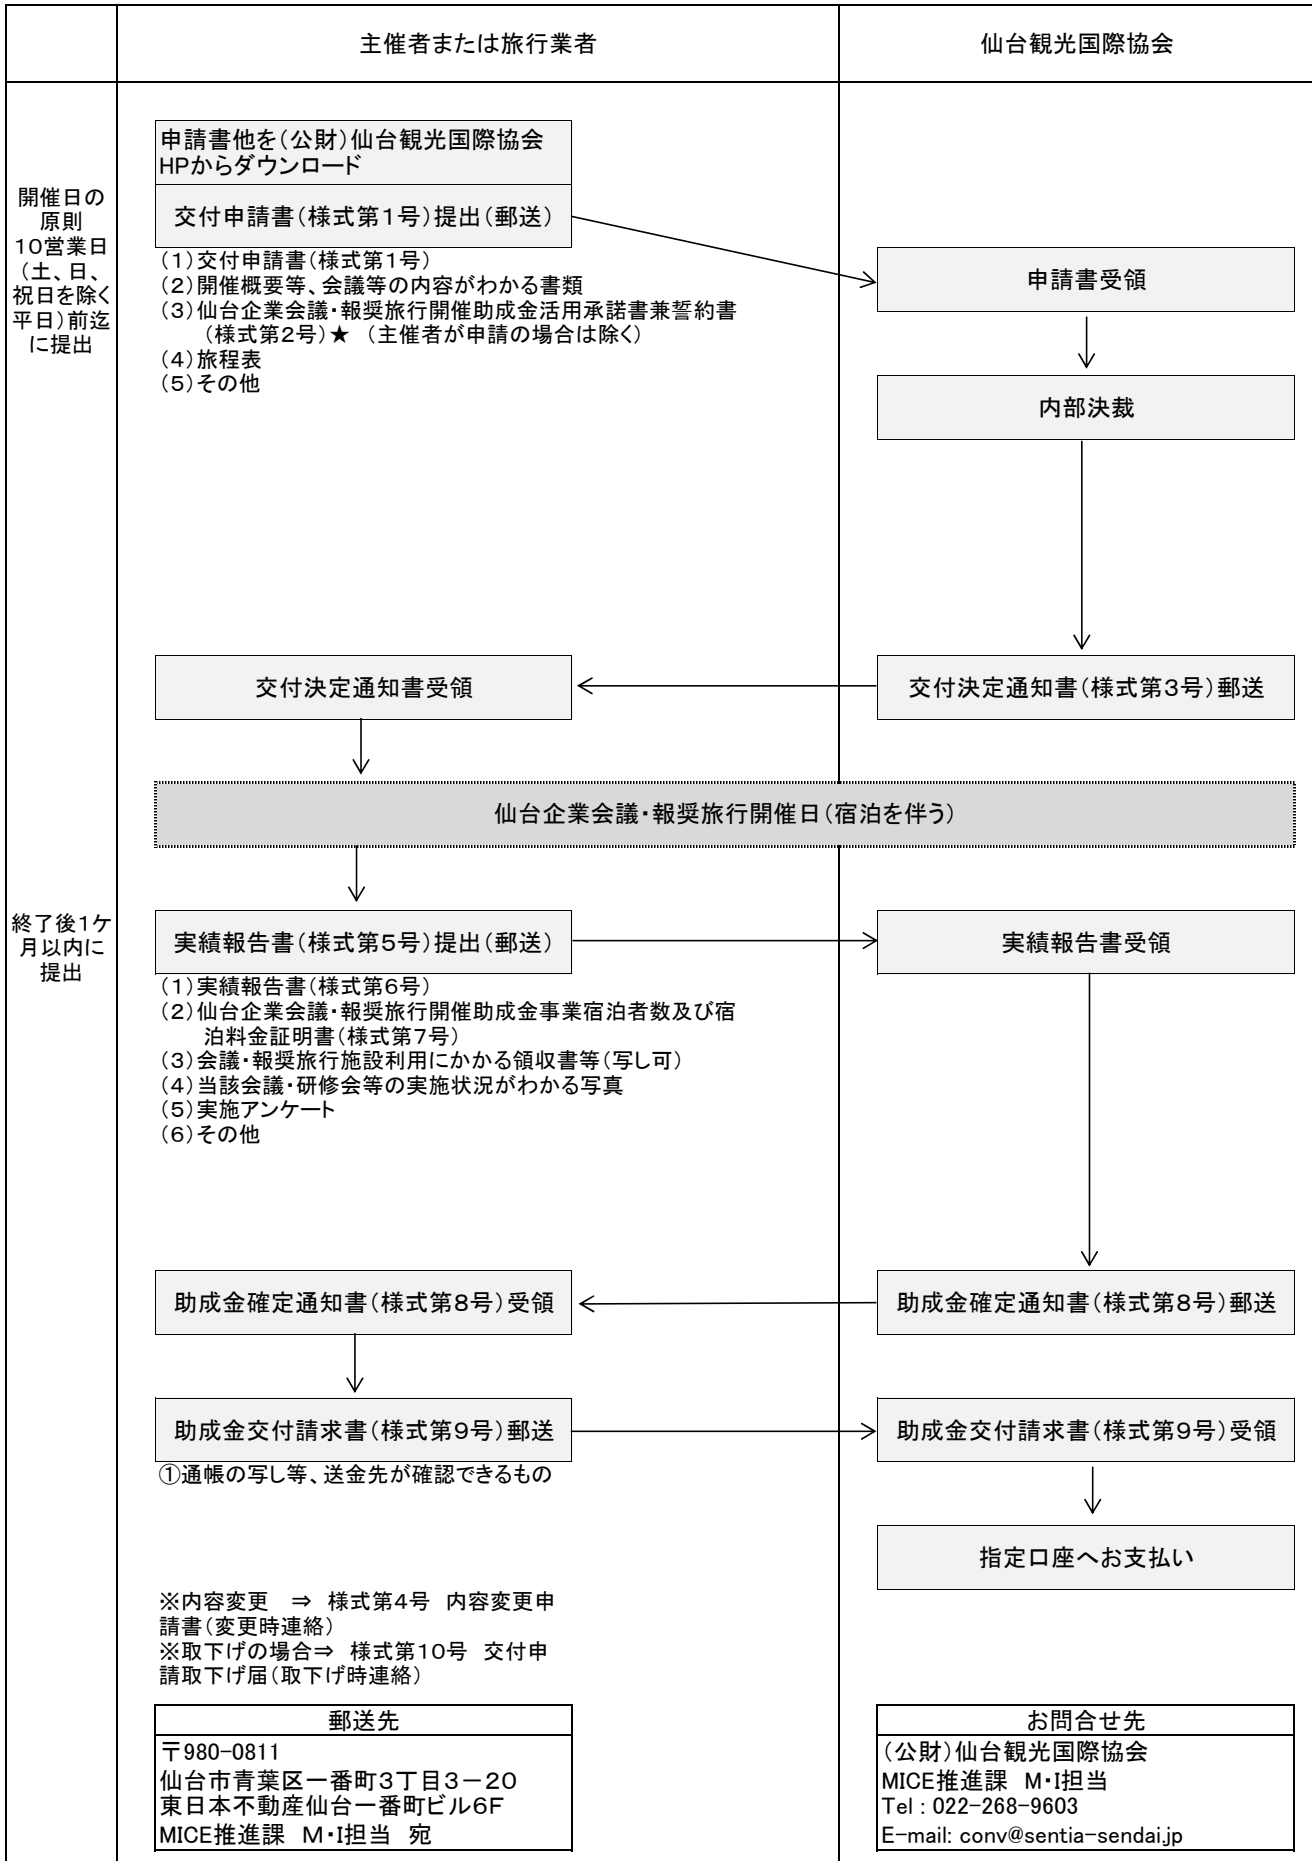 主催者または旅行業者
仙台観光国際協会
開催日の
原則
10営業日
(土、日、
祝日を除く
平日)前迄
に提出
申請書他を(公財)仙台観光国際協会
HPからダウンロード
交付申請書(様式第1号)提出(郵送)
(1)交付申請書(様式第1号)
(2)開催概要等、会議等の内容がわかる書類
(3)仙台企業会議・報奨旅行開催助成金活用承諾書兼誓約書
(様式第2号)★ (主催者が申請の場合は除く)
(4)旅程表
(5)その他
申請書受領
内部決裁
交付決定通知書受領
交付決定通知書(様式第3号)郵送
仙台企業会議・報奨旅行開催日(宿泊を伴う)
終了後1ケ
月以内に
提出
実績報告書(様式第5号)提出(郵送)
実績報告書受領
(1)実績報告書(様式第6号)
(2)仙台企業会議・報奨旅行開催助成金事業宿泊者数及び宿
泊料金証明書(様式第7号)
(3)会議・報奨旅行施設利用にかかる領収書等(写し可)
(4)当該会議・研修会等の実施状況がわかる写真
(5)実施アンケート
(6)その他
助成金確定通知書(様式第8号)受領
助成金確定通知書(様式第8号)郵送
助成金交付請求書(様式第9号)郵送
助成金交付請求書(様式第9号)受領
①通帳の写し等、送金先が確認できるもの
指定口座へお支払い
※内容変更 ⇒ 様式第4号 内容変更申
請書(変更時連絡)
※取下げの場合⇒ 様式第10号 交付申
請取下げ届(取下げ時連絡)
郵送先
〒980-0811
仙台市青葉区一番町3丁目3-20
東日本不動産仙台一番町ビル6F
MICE推進課 M・I担当 宛
お問合せ先
(公財)仙台観光国際協会
MICE推進課 M・I担当
Tel : 022-268-9603
E-mail: conv@sentia-sendai.jp